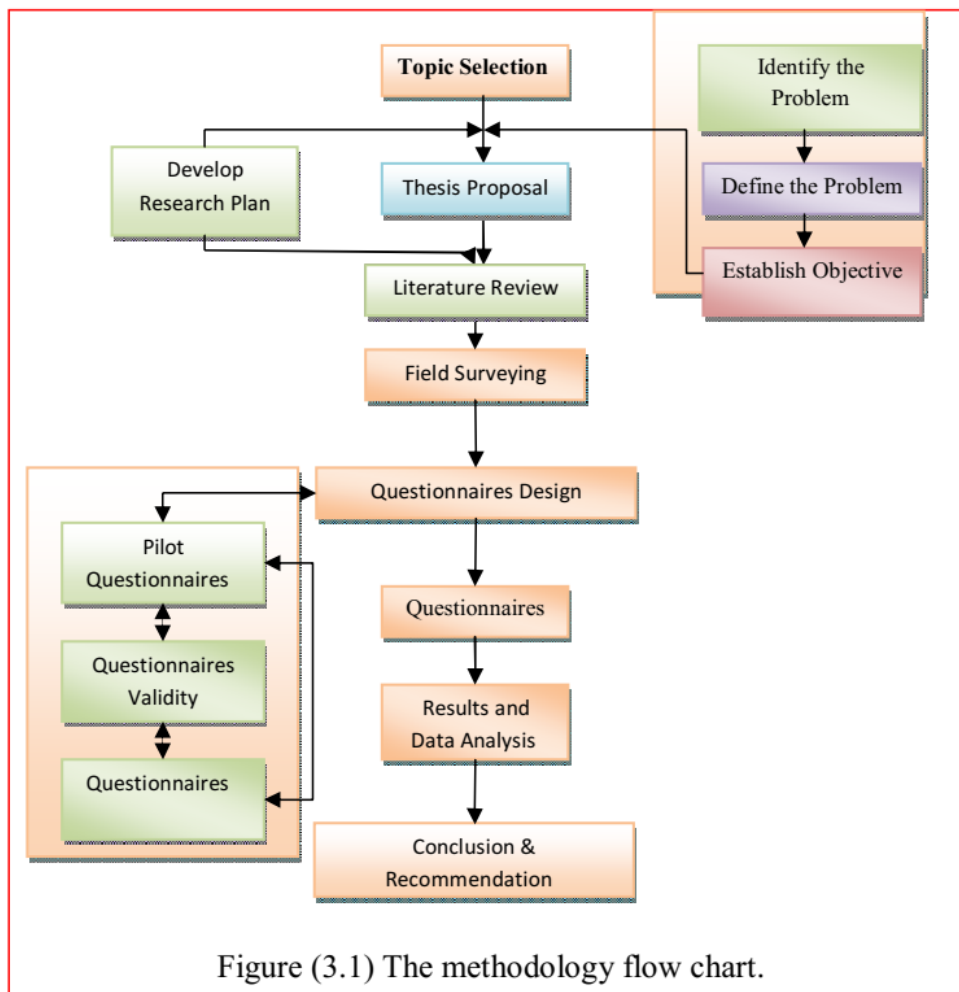 Topic Selection
Identify the
Problem
Develop
Research Plan
Thesis Proposal
Define the Problem
Establish Objective
Literature Review
Field Surveying
Questionnaires Design
Pilot
Questionnaires
Questionnaires
Validity
Questionnaires
Questionnaires
Results and
Data Analysis
Conclusion &
Recommendation
Figure (3.1) The methodology flow chart.